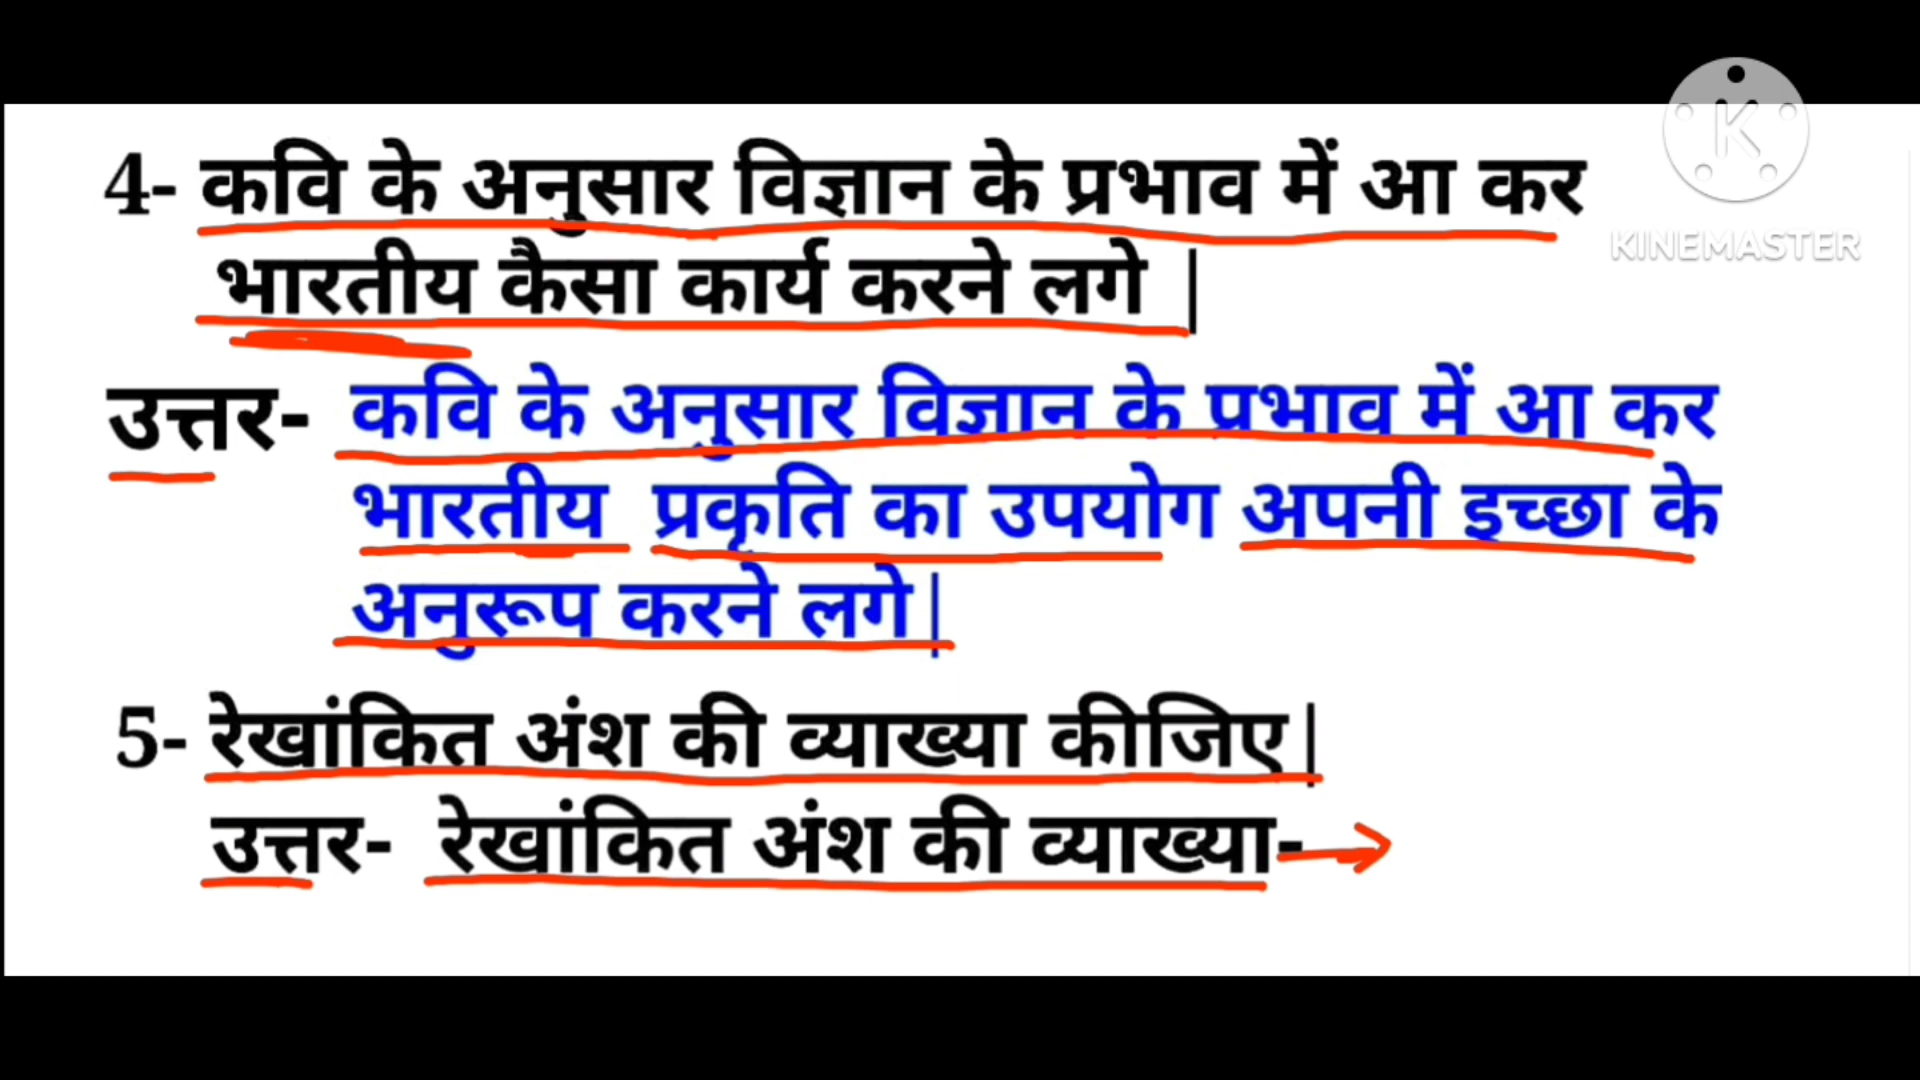 4- कवि के अनुसार विज्ञान के प्रभाव में आ कर
भारतीय कैसा कार्य करने लगे |
उत्तर- कवि के अनुसार विज्ञान के प्रभाव में आ कर
भारतीय प्रकृति का उपयोग अपनी इच्छा के
अनुरूप करने लगे|
5- रेखांकित अंश की व्याख्या कीजिए|
उत्तर- रेखांकित अंश की व्याख्या-
K
KINEMASTER